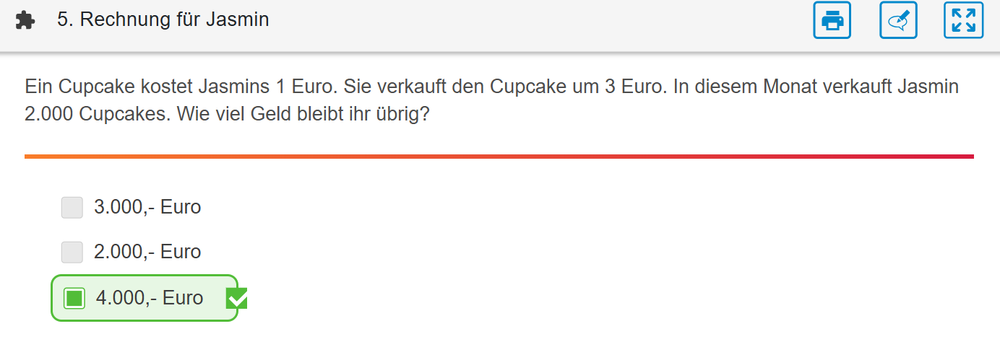 5. Rechnung für Jasmin
Ein Cupcake kostet Jasmins 1 Euro. Sie verkauft den Cupcake um 3 Euro. In diesem Monat verkauft Jasmin
2.000 Cupcakes. Wie viel Geld bleibt ihr übrig?
3.000,- Euro
2.000,- Euro
4.000,- Euro